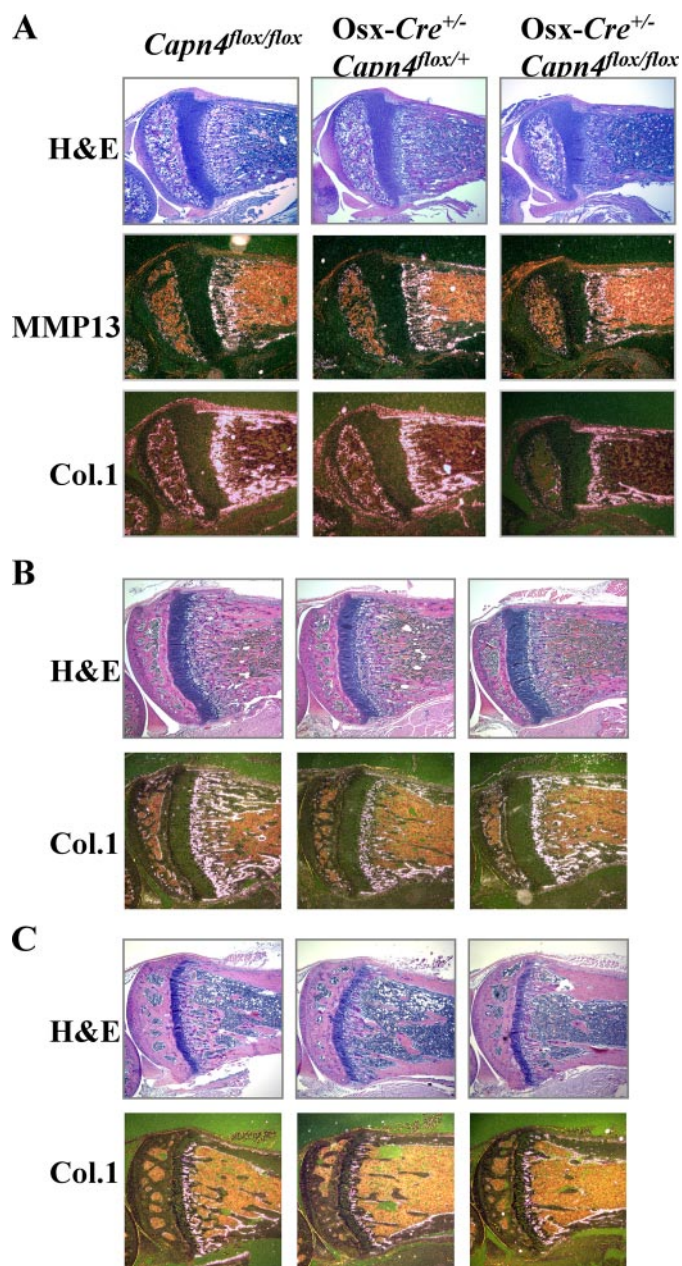 A
Capn4flox/flox
Osx-Cre+/-
Capn4flox/+
Osx-Cre+/-
Capn4flox/flox
H&E
MMP13
Col.1
B
H&E
Col.1
C
H&E
Col.1